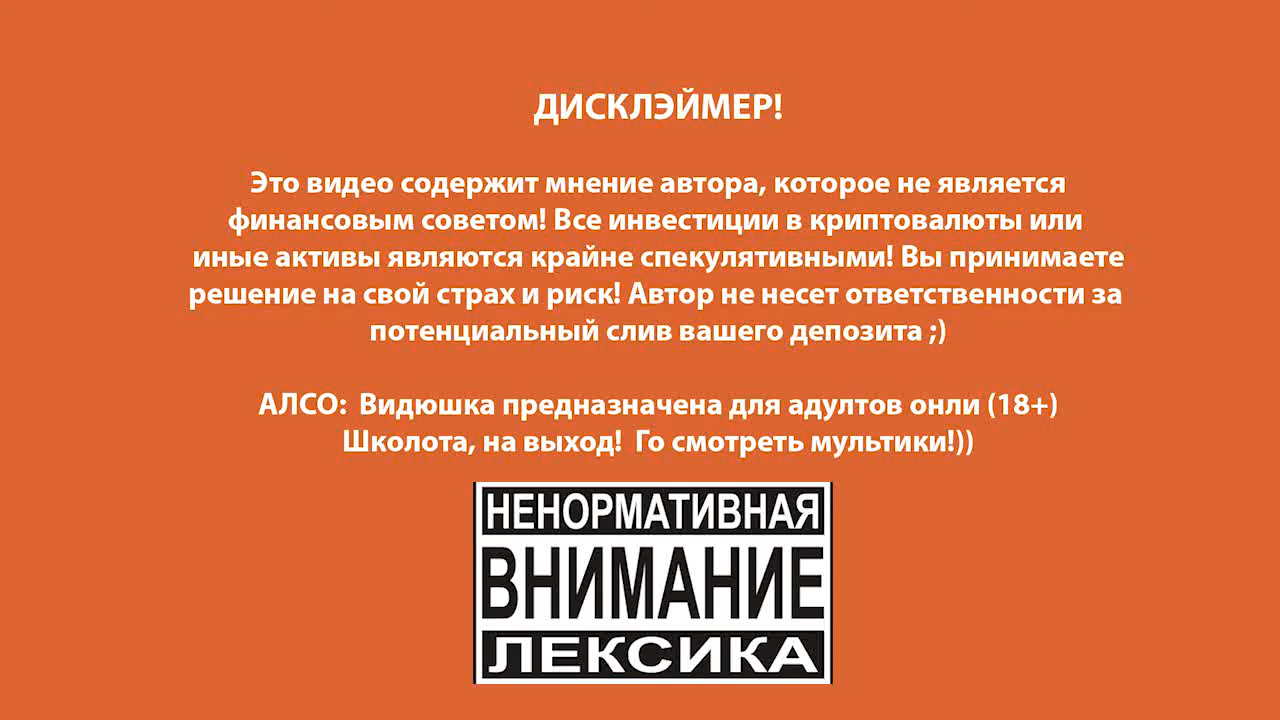 ДИСКЛЭЙМЕР!
Это видео содержит мнение автора, которое не является
финансовым советом! Все инвестиции в криптовалюты или
иные активы являются крайне спекулятивными! Вы принимаете
решение на свой страх и риск! Автор не несет ответственности за
потенциальный слив вашего депозита ;)
АЛСО:  Видюшка предназначена для адултов онли (18+)
Школота, на выход!  Го смотреть мультики!))
НЕНОРМАТИВНАЯ
ВНИМАНИЕ
ЛЕКСИКА